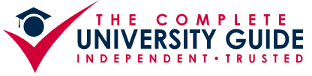 THE COMPLETE
UNIVERSITY GUIDE
INDEPENDENT • TRUSTED